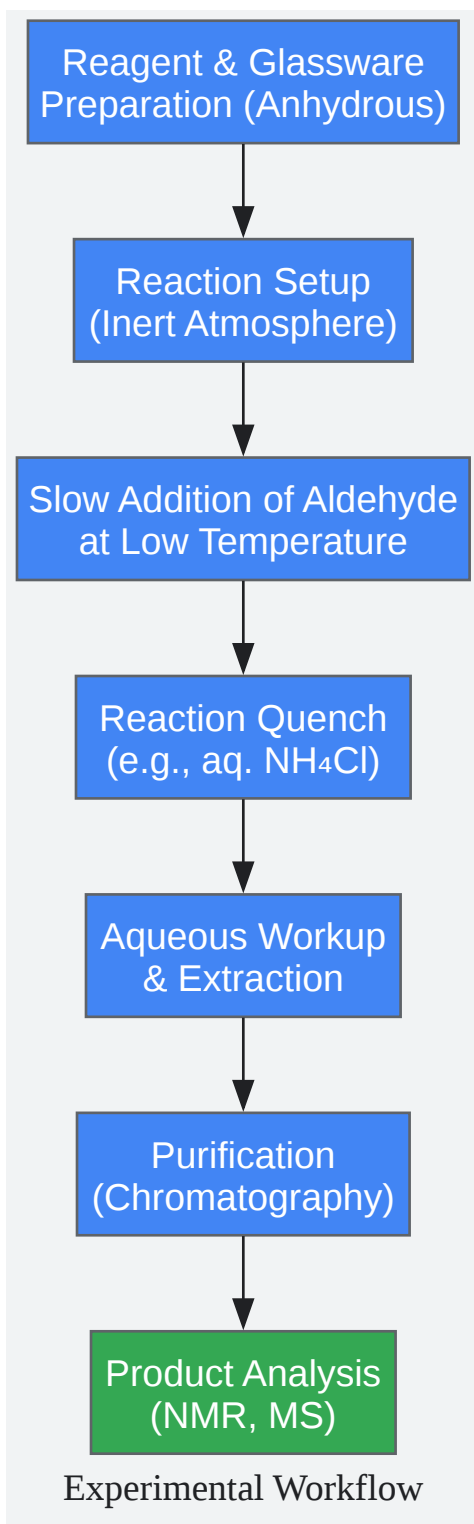 Reagent & Glassware
Preparation (Anhydrous)
Reaction Setup
(Inert Atmosphere)
Slow Addition of Aldehyde
at Low Temperature
Reaction Quench
(e.g., aq. NH₄Cl)
Aqueous Workup
& Extraction
Purification
(Chromatography)
Product Analysis
(NMR, MS)
Experimental Workflow